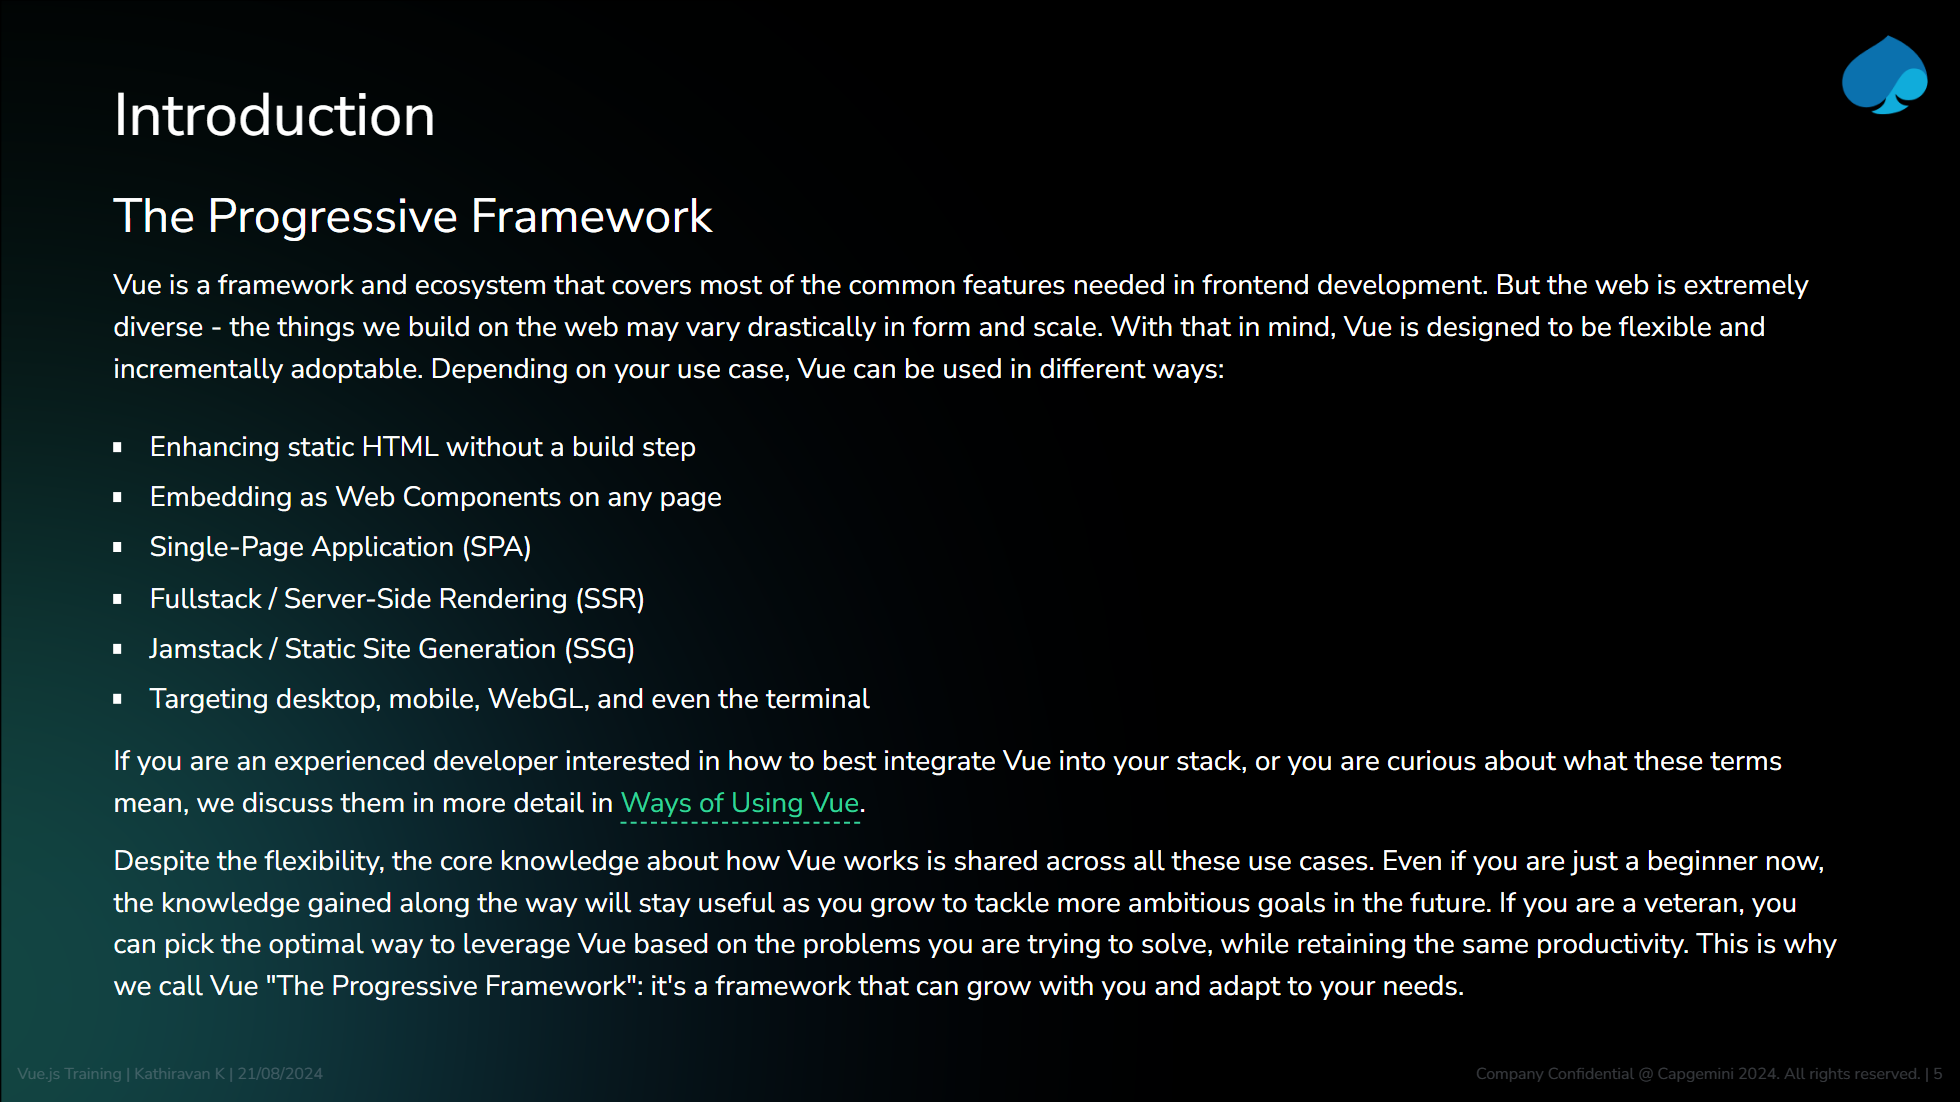 Introduction
The Progressive Framework
Vue is a framework and ecosystem that covers most of the common features needed in frontend development. But the web is extremely
diverse - the things we build on the web may vary drastically in form and scale. With that in mind, Vue is designed to be flexible and
incrementally adoptable. Depending on your use case, Vue can be used in different ways:
▪ Enhancing static HTML without a build step
▪ Embedding as Web Components on any page
▪ Single-Page Application (SPA)
▪ Fullstack / Server-Side Rendering (SSR)
▪ Jamstack / Static Site Generation (SSG)
▪ Targeting desktop, mobile, WebGL, and even the terminal
If you are an experienced developer interested in how to best integrate Vue into your stack, or you are curious about what these terms
mean, we discuss them in more detail in Ways of Using Vue.
Despite the flexibility, the core knowledge about how Vue works is shared across all these use cases. Even if you are just a beginner now,
the knowledge gained along the way will stay useful as you grow to tackle more ambitious goals in the future. If you are a veteran, you
can pick the optimal way to leverage Vue based on the problems you are trying to solve, while retaining the same productivity. This is why
we call Vue "The Progressive Framework": it's a framework that can grow with you and adapt to your needs.
Vue.js Training | Kathiravan K | 21/08/2024
Company Confidential @ Capgemini 2024. All rights reserved. | 5